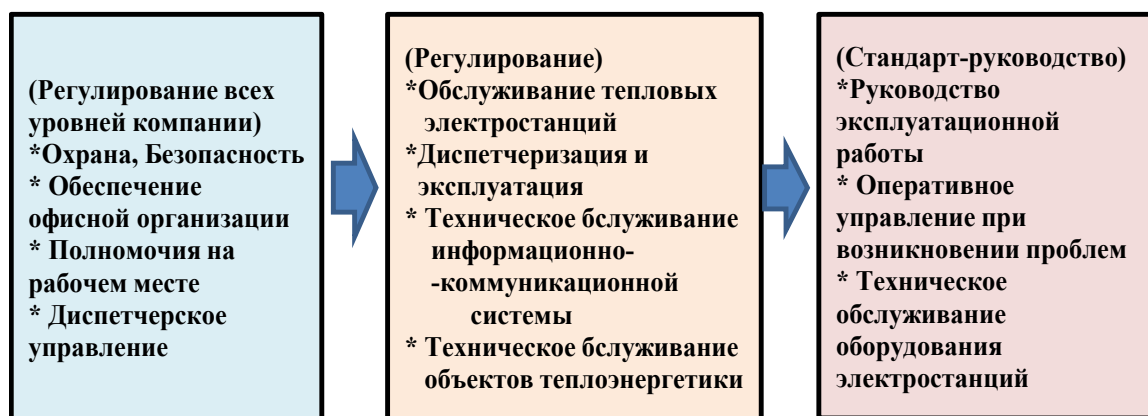 (Регулирование всех
уровней компании)
*Охрана, Безопасность
* Обеспечение
офисной организации
* Полномочия на
рабочем месте
* Диспетчерское
управление
(Регулирование)
*Обслуживание тепловых
электростанций
*Диспетчеризация и
эксплуатация
* Техническое бслуживание
информационно-
-коммуникационной
системы
* Техническое бслуживание
объектов теплоэнергетики
(Стандарт-руководство)
*Руководство
эксплуатационной
работы
* Оперативное
управление при
возникновении проблем
* Техническое
обслуживание
оборудования
электростанций